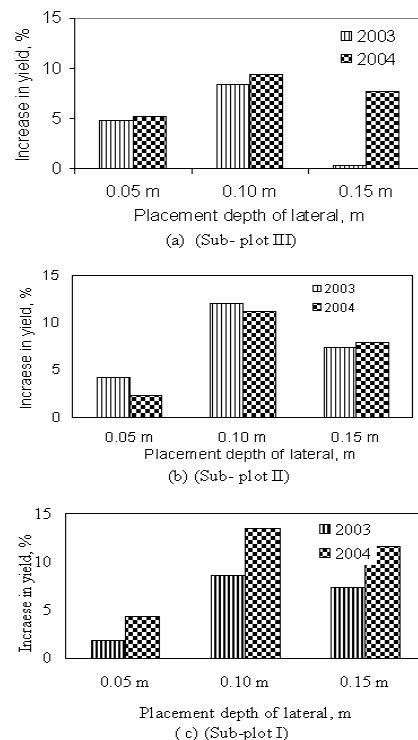 15
2003
2004
10
5
0
Increase in yield, %
0.05 m 0.10 m 0.15 m
Placement depth of lateral, m
(a) (Sub- plot III)
15
2003
2004
10
5
0
Incraese in yield, %
0.05 m 0.10 m 0.15 m
Placement depth of lateral, m
(b) (Sub- plot II)
15
2003
2004
10
5
0
Incraese in yield, %
0.05 m 0.10 m 0.15 m
Placement depth of lateral, m
( c) (Sub-plot I)